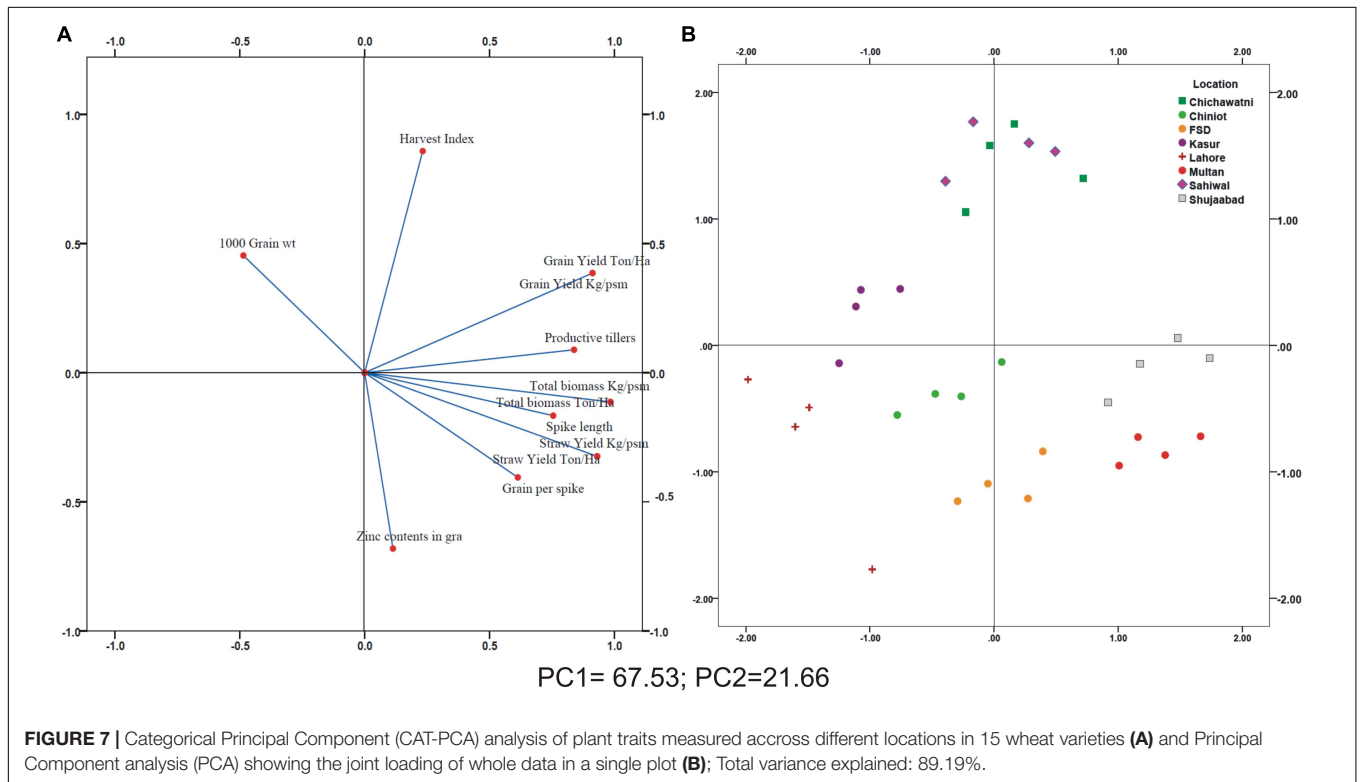 A
-1.0 -0.5 0.0 0.5 1.0
1.0 1.0
Harvest Index
0.5 0.5
1000 Grain wt
Grain Yield Ton/Ha
Grain Yield Kg/psm
Productive tillers
0.0 0.0
Total biomass Kg/psm
Total biomass Ton/Ha
Spike length
Straw Yield Kg/psm
Straw Yield Ton/Ha
Grain per spike
-0.5 -0.5
Zinc contents in gra
-1.0 -1.0
-1.0 -0.5 0.0 0.5 1.0
B
-2.00 -1.00 .00 1.00 2.00
2.00 2.00
Location
Chichawatni
Chiniot
FSD
Kasur
Lahore
Multan
Sahiwal
Shujaabad
1.00 1.00
.00 .00
-1.00 -1.00
-2.00 -2.00
-2.00 -1.00 .00 1.00 2.00
PC1= 67.53; PC2=21.66
FIGURE 7 | Categorical Principal Component (CAT-PCA) analysis of plant traits measured accross different locations in 15 wheat varieties (A) and Principal
Component analysis (PCA) showing the joint loading of whole data in a single plot (B); Total variance explained: 89.19%.